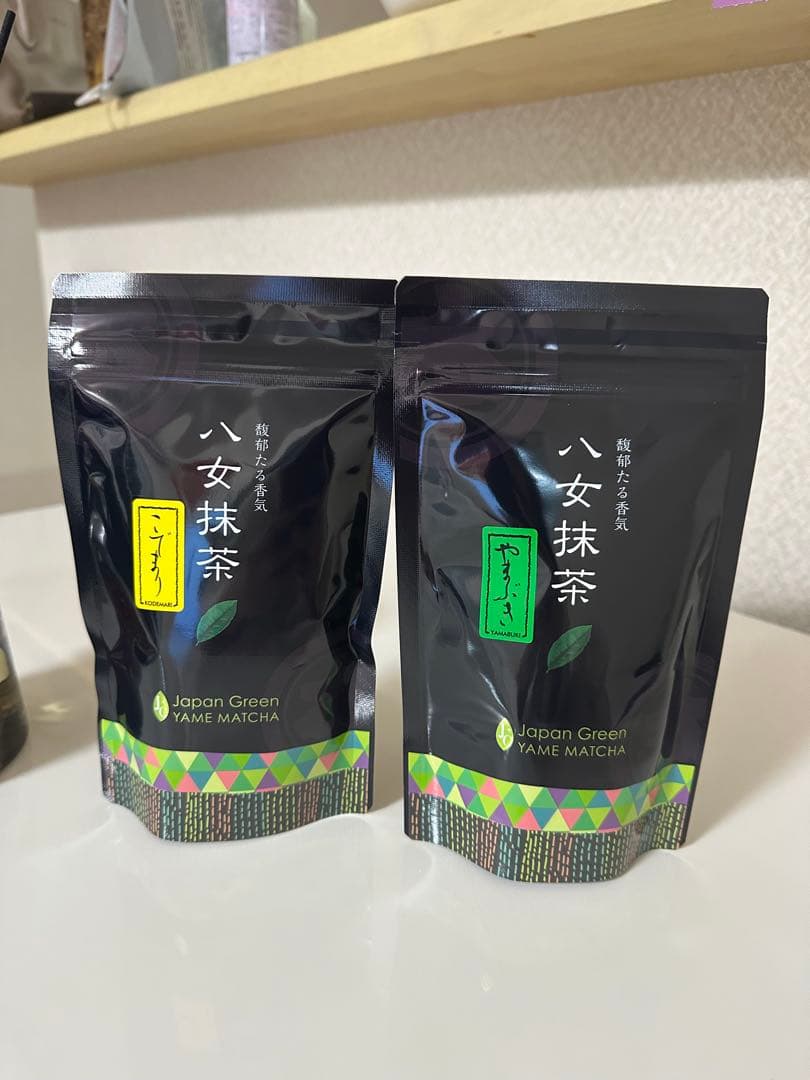 馥郁たる香気
八女抹茶
こでまり
KODEMARI
JG
Japan Green
YAME MATCHA
馥郁たる香気
八女抹茶
やまぶき
YAMABUKI
JG
Japan Green
YAME MATCHA